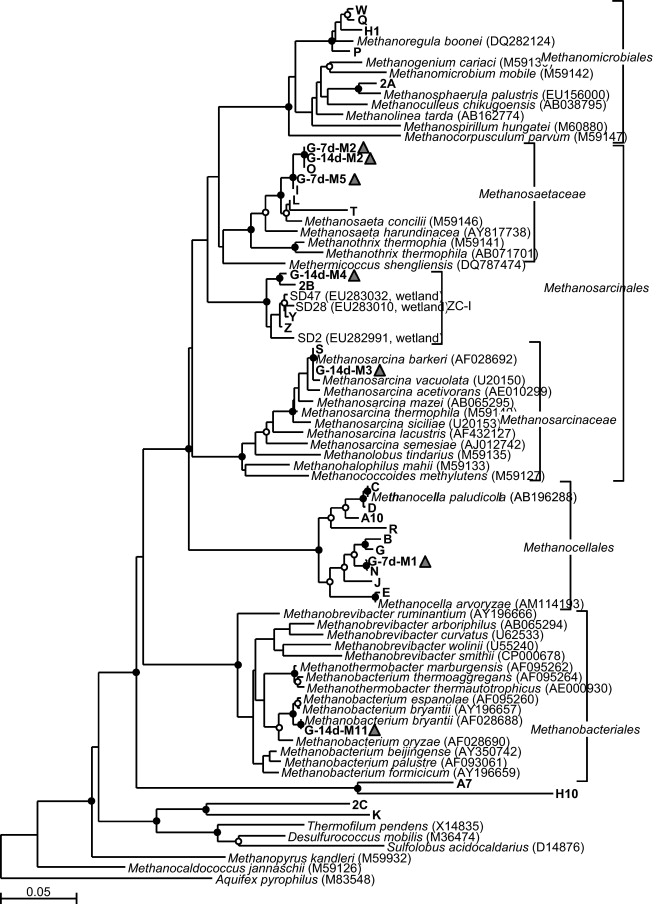 W
Q
H1
Methanoregula boonei (DQ282124)
P
Methanomicrobiales
Methanogenium cariaci
Methanomicrobium mobile (M59142)
2A
Methanosphaerula palustris (EU156000)
Methanoculleus chikugoensis (AB038795)
Methanolinea tarda (AB162774)
Methanospirillum hungatei (M60880)
Methanocorpusculum parvum (M59147)
G-7d-M2
G-14d-M2
O
G-7d-M5
I
L
T
Methanosaetaceae
Methanosaeta concilii (M59146)
Methanosaeta harundinacea (AY817738)
Methanothrix thermophia (M59141)
Methanothrix thermophila (AB071701)
Methermicoccus shengliensis (DQ787474)
G-14d-M4
2B
Methanosarcinales
SD47 (EU283032, wetland)
SD28 (EU283010, wetland)
ZC-I
Y
Z
SD2 (EU282991, wetland)
S
Methanosarcina barkeri (AF028692)
G-14d-M3
Methanosarcina vacuolata (U20150)
Methanosarcina acetivorans (AE010299)
Methanosarcina mazei (AB065295)
Methanosarcina thermophila
Methanosarcina siciliae (U20153)
Methanosarcinaceae
Methanosarcina lacustris (AF432127)
Methanosarcina semesiae (AJ012742)
Methanolobus tindarius (M59135)
Methanohalophilus mahii (M59133)
Methanococcoides methylutens (M59127)
C
Methanocella paludicola (AB196288)
D
A10
R
B
G
Methanocellales
G-7d-M1
N
J
E
Methanocella arvoryzae (AM114193)
Methanobrevibacter ruminantium (AY196666)
Methanobrevibacter arboriphilus (AB065294)
Methanobrevibacter curvatus (U62533)
Methanobrevibacter wolinii (U55240)
Methanobrevibacter smithii (CP000678)
Methanothermobacter marburgensis (AF095262)
Methanobacterium thermoaggregans (AF095264)
Methanothermobacter thermautotrophicus (AE000930)
Methanobacterium espanolae (AF095260)
Methanobacterium bryantii (AY196657)
Methanobacterium bryantii (AF028688)
G-14d-M11
Methanobacteriales
Methanobacterium oryzae (AF028690)
Methanobacterium beijingense (AY350742)
Methanobacterium palustre (AF093061)
Methanobacterium formicicum (AY196659)
A7
H10
2C
K
Thermofilum pendens (X14835)
Desulfurococcus mobilis (M36474)
Sulfolobus acidocaldarius (D14876)
Methanopyrus kandleri (M59932)
Methanocaldococcus jannaschii (M59126)
Aquifex pyrophilus (M83548)
0.05